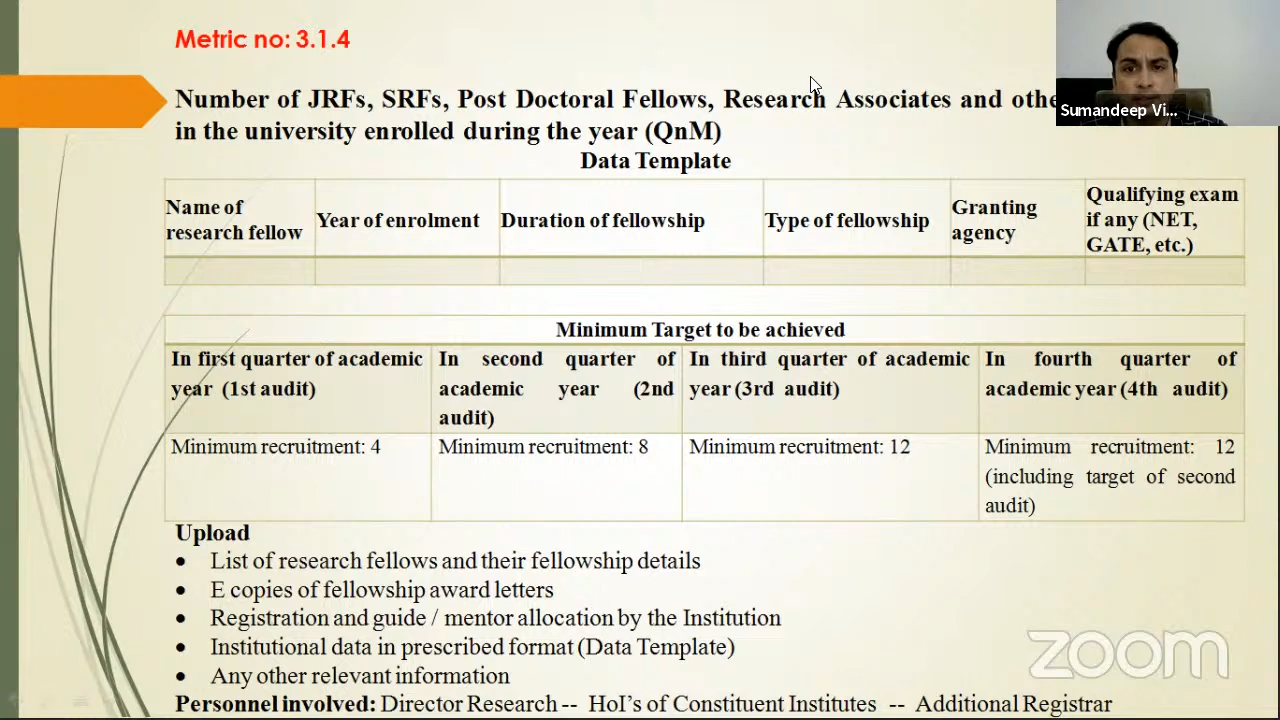 Metric no: 3.1.4
Number of JRFs, SRFs, Post Doctoral Fellows, Research Associates and othe
in the university enrolled during the year (QnM)
Data Template
Name of
research fellow
Year of enrolment
Duration of fellowship
Type of fellowship
Granting
agency
Qualifying exam
if any (NET,
GATE, etc.)
Minimum Target to be achieved
In first quarter of academic
year (1st audit)
In second quarter of
academic year (2nd
audit)
In third quarter of academic
year (3rd audit)
In fourth quarter of
academic year (4th audit)
Minimum recruitment: 4
Minimum recruitment: 8
Minimum recruitment: 12
Minimum recruitment: 12
(including target of second
audit)
Upload
• List of research fellows and their fellowship details
• E copies of fellowship award letters
• Registration and guide / mentor allocation by the Institution
• Institutional data in prescribed format (Data Template)
• Any other relevant information
Personnel involved: Director Research -- HoI's of Constituent Institutes -- Additional Registrar
Sumandeep Vi...
zoom